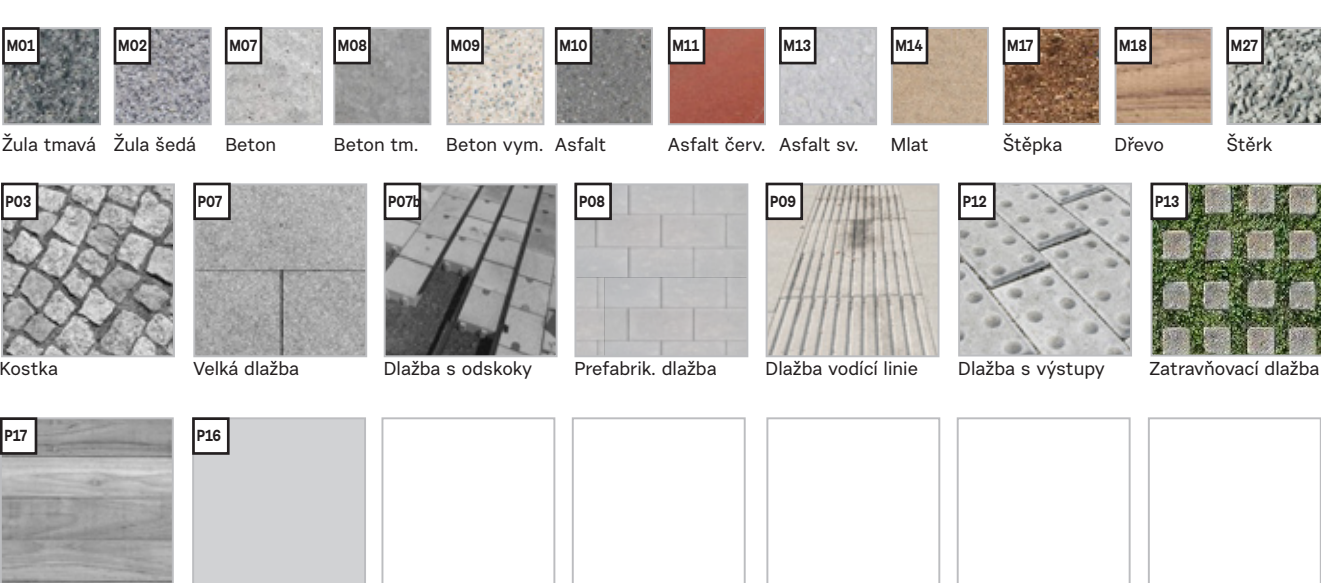 M01 M02 M07 M08 M09 M10 M11 M13 M14 M17 M18 M27
Žula tmavá Žula šedá Beton Beton tm. Beton vym. Asfalt Asfalt červ. Asfalt sv. Mlat Štěpka Dřevo Štěrk
P03 P07 P07b P08 P09 P12 P13
Kostka Velká dlažba Dlažba s odskoky Prefabrik. dlažba Dlažba vodící linie Dlažba s výstupy Zatravňovací dlažba
P17 P16